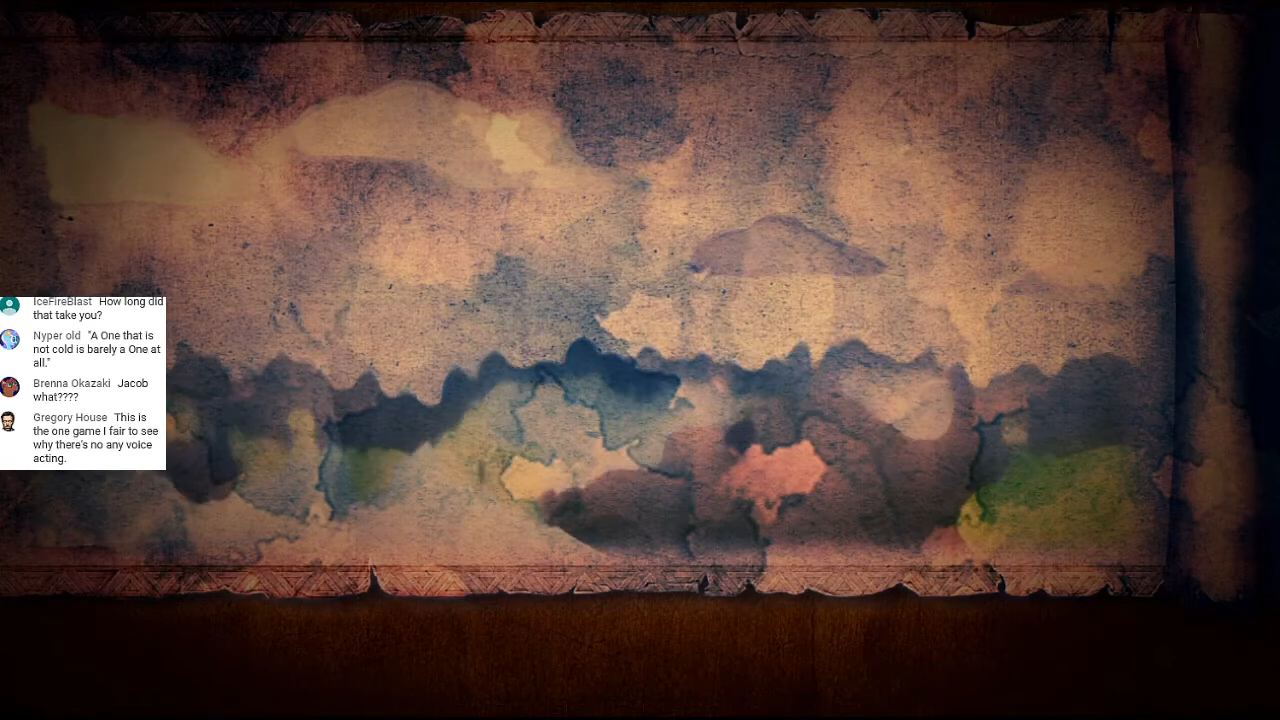 IceFireBlast How long did
that take you?
Nyper old "A One that is
not cold is barely a One at
all."
Brenna Okazaki Jacob
what????
Gregory House This is
the one game I fair to see
why there's no any voice
acting.